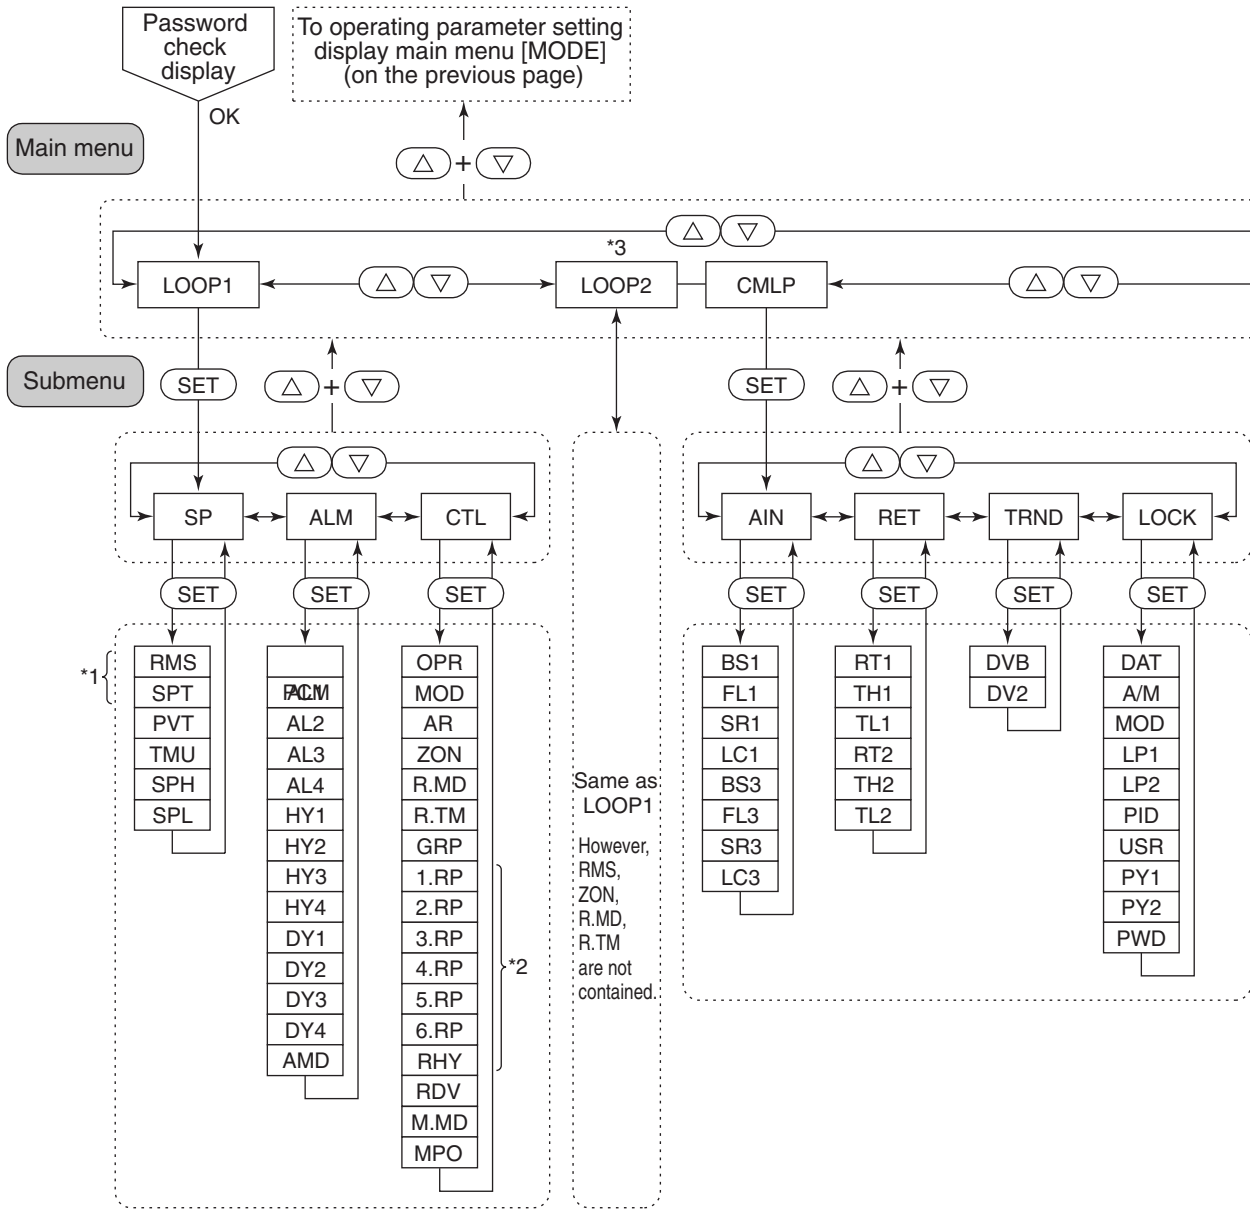 Password
check
display
To operating parameter setting
display main menu [MODE]
(on the previous page)
OK
Main menu
△ + ▽
△ ▽
*3
LOOP1
△ ▽
LOOP2
CMLP
△ ▽
Submenu
SET
△ + ▽
SET
△ + ▽
△ ▽
△ ▽
SP
ALM
CTL
AIN
RET
TRND
LOCK
SET
SET
SET
SET
SET
SET
SET
*1
RMS
SPT
PVT
TMU
SPH
SPL
AL2
AL3
AL4
HY1
HY2
HY3
HY4
DY1
DY2
DY3
DY4
AMD
OPR
MOD
AR
ZON
R.MD
R.TM
GRP
1.RP
2.RP
3.RP
4.RP
5.RP
6.RP
RHY
RDV
M.MD
MPO
*2
Same as
LOOP1
However,
RMS,
ZON,
R.MD,
R.TM
are not
contained.
BS1
FL1
SR1
LC1
BS3
FL3
SR3
LC3
RT1
TH1
TL1
RT2
TH2
TL2
DVB
DV2
DAT
A/M
MOD
LP1
LP2
PID
USR
PY1
PY2
PWD